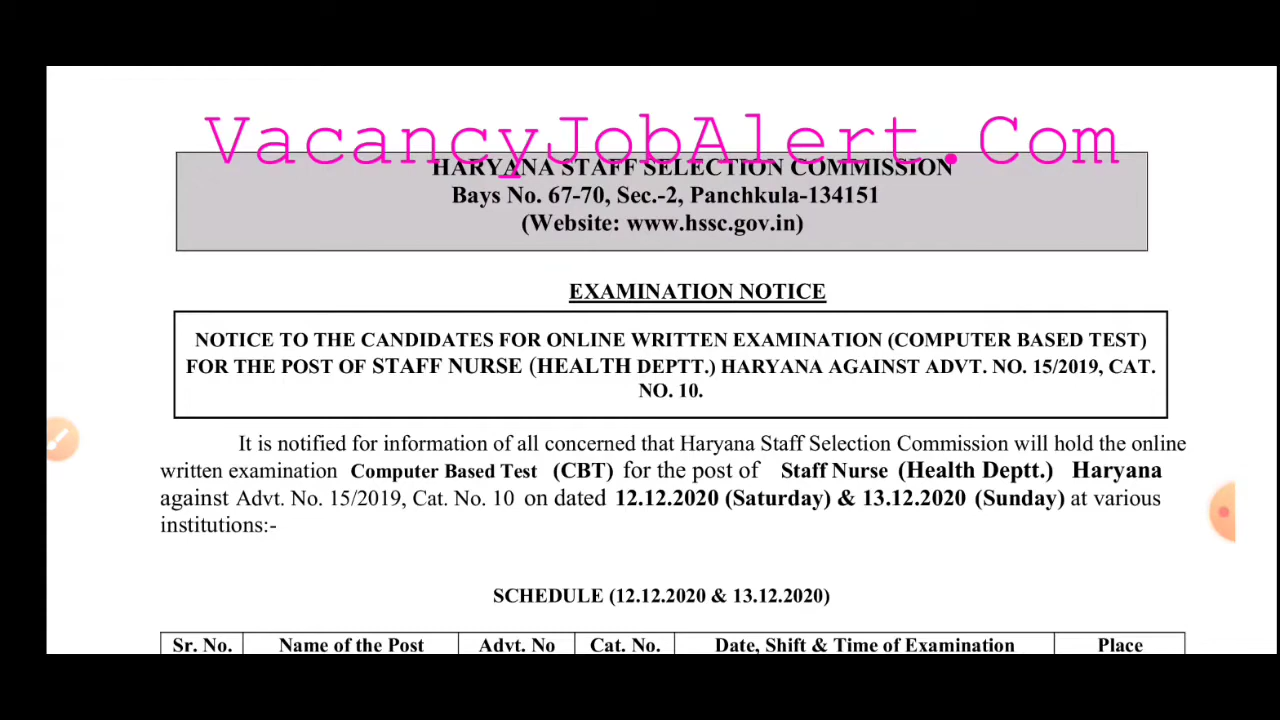 VacancyJobAlert.Com
HARYANA STAFF SELECTION COMMISSION
Bays No. 67-70, Sec.-2, Panchkula-134151
(Website: www.hssc.gov.in)
EXAMINATION NOTICE
NOTICE TO THE CANDIDATES FOR ONLINE WRITTEN EXAMINATION (COMPUTER BASED TEST)
FOR THE POST OF STAFF NURSE (HEALTH DEPTT.) HARYANA AGAINST ADVT. NO. 15/2019, CAT.
NO. 10.
It is notified for information of all concerned that Haryana Staff Selection Commission will hold the online
written examination Computer Based Test (CBT) for the post of Staff Nurse (Health Deptt.) Haryana
against Advt. No. 15/2019, Cat. No. 10 on dated 12.12.2020 (Saturday) & 13.12.2020 (Sunday) at various
institutions:-
SCHEDULE (12.12.2020 & 13.12.2020)
Sr. No. Name of the Post Advt. No Cat. No. Date, Shift & Time of Examination Place